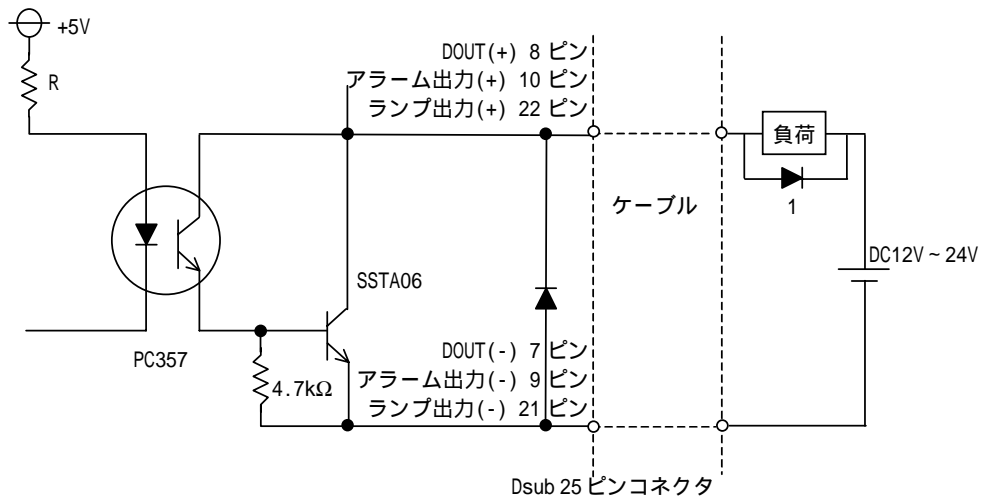 +5V
R
DOUT(+) 8 ピン
アラーム出力(+) 10 ピン
ランプ出力(+) 22 ピン
負荷
1
ケーブル
DC12V ~ 24V
SSTA06
PC357
4.7kΩ
DOUT(-) 7 ピン
アラーム出力(-) 9 ピン
ランプ出力(-) 21 ピン
Dsub 25 ピンコネクタ